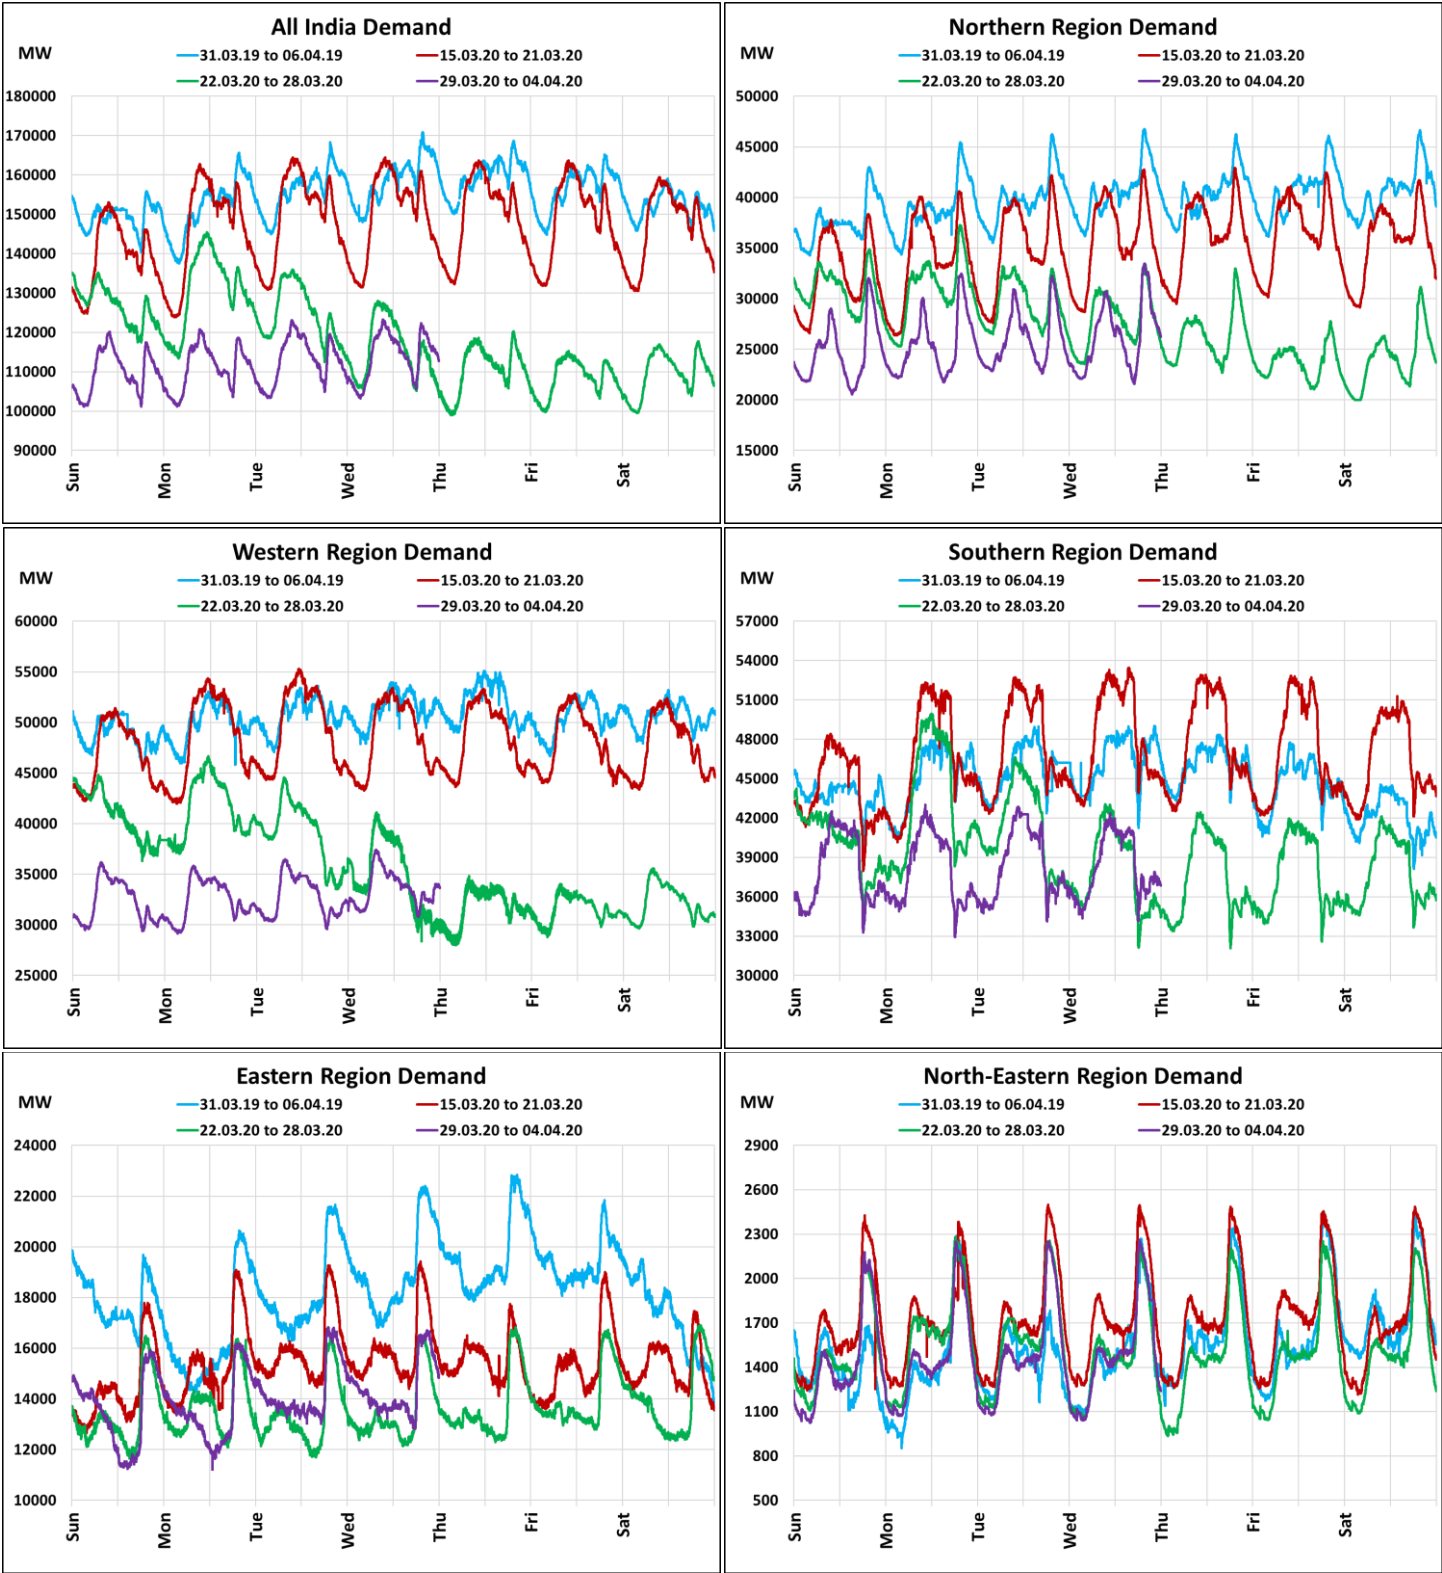 All India Demand
MW
31.03.19 to 06.04.19 15.03.20 to 21.03.20
22.03.20 to 28.03.20 29.03.20 to 04.04.20
180000
170000
160000
150000
140000
130000
120000
110000
100000
90000
Sun Mon Tue Wed Thu Fri Sat
Northern Region Demand
MW
31.03.19 to 06.04.19 15.03.20 to 21.03.20
22.03.20 to 28.03.20 29.03.20 to 04.04.20
50000
45000
40000
35000
30000
25000
20000
15000
Sun Mon Tue Wed Thu Fri Sat
Western Region Demand
MW
31.03.19 to 06.04.19 15.03.20 to 21.03.20
22.03.20 to 28.03.20 29.03.20 to 04.04.20
60000
55000
50000
45000
40000
35000
30000
25000
Sun Mon Tue Wed Thu Fri Sat
Southern Region Demand
MW
31.03.19 to 06.04.19 15.03.20 to 21.03.20
22.03.20 to 28.03.20 29.03.20 to 04.04.20
57000
54000
51000
48000
45000
42000
39000
36000
33000
30000
Sun Mon Tue Wed Thu Fri Sat
Eastern Region Demand
MW
31.03.19 to 06.04.19 15.03.20 to 21.03.20
22.03.20 to 28.03.20 29.03.20 to 04.04.20
24000
22000
20000
18000
16000
14000
12000
10000
Sun Mon Tue Wed Thu Fri Sat
North-Eastern Region Demand
MW
31.03.19 to 06.04.19 15.03.20 to 21.03.20
22.03.20 to 28.03.20 29.03.20 to 04.04.20
2900
2600
2300
2000
1700
1400
1100
800
500
Sun Mon Tue Wed Thu Fri Sat